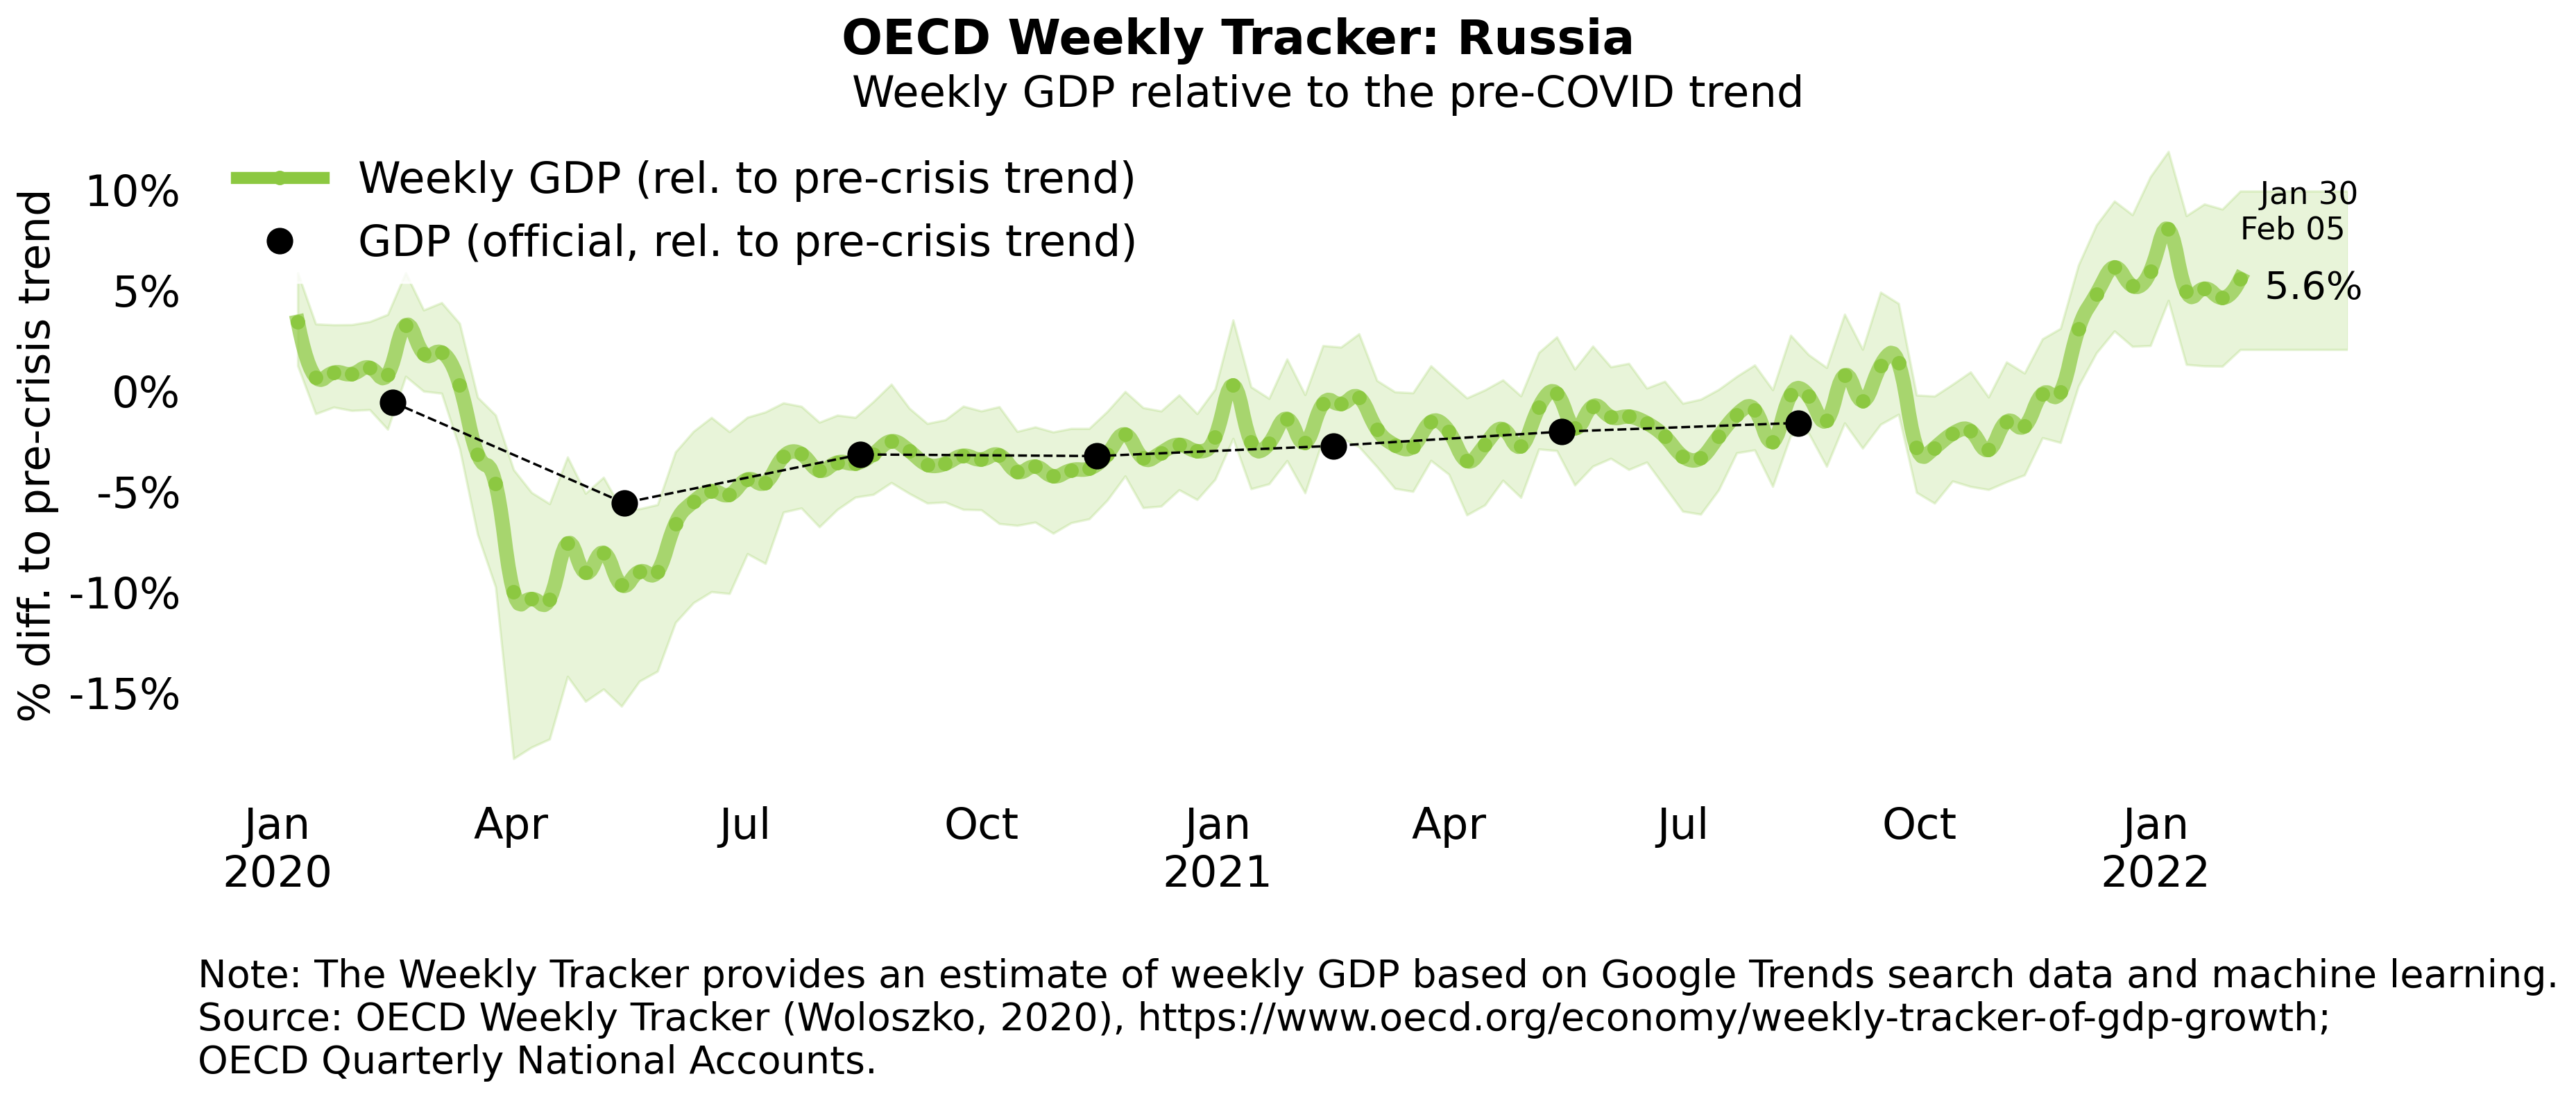 OECD Weekly Tracker: Russia
Weekly GDP relative to the pre-COVID trend
% diff. to pre-crisis trend
10%
5%
0%
-5%
-10%
-15%
Weekly GDP (rel. to pre-crisis trend)
GDP (official, rel. to pre-crisis trend)
Jan 30
Feb 05
5.6%
Jan Apr Jul Oct Jan Apr Jul Oct Jan
2020 2021 2022
Note: The Weekly Tracker provides an estimate of weekly GDP based on Google Trends search data and machine learning.
Source: OECD Weekly Tracker (Woloszko, 2020), https://www.oecd.org/economy/weekly-tracker-of-gdp-growth;
OECD Quarterly National Accounts.